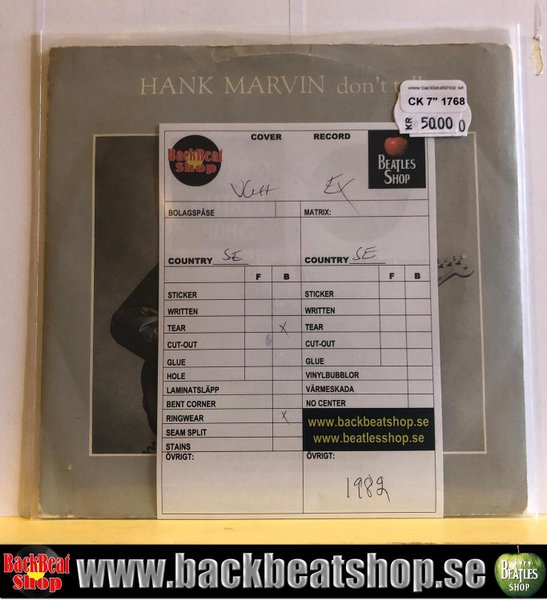 HANK MARVIN don't
www.backbeatshop.se
CK 7" 1768
KR 50.00 0
COVER RECORD
BackBeat Shop
BEATLES SHOP
VG++ EX
BOLAGSPÅSE MATRIX:
COUNTRY SE COUNTRY SE
F B F B
STICKER STICKER
WRITTEN WRITTEN
TEAR X TEAR
CUT-OUT CUT-OUT
GLUE GLUE
HOLE VINYLBUBBLOR
LAMINATSLÄPP VÄRMESKADA
BENT CORNER NO CENTER
RINGWEAR X
SEAM SPLIT
STAINS
www.backbeatshop.se
www.beatlesshop.se
ÖVRIGT: ÖVRIGT:
1982
BackBeat Shop
www.backbeatshop.se
BEATLES SHOP